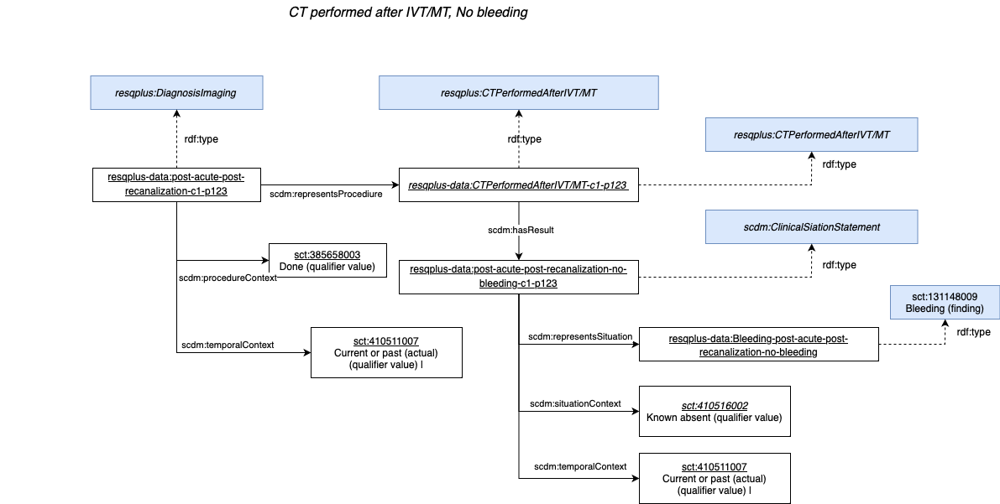 CT performed after IVT/MT, No bleeding
resqplus:DiagnosisImaging
resqplus:CTPerformedAfterIVT/MT
resqplus:CTPerformedAfterIVT/MT
rdf:type
rdf:type
rdf:type
resqplus-data:post-acute-post-
recanalization-c1-p123
scdm:representsProcediure
resqplus-data:CTPerformedAfterIVT/MT-c1-p123
scdm:hasResult
scdm:ClinicalSiationStatement
sct:385658003
Done (qualifier value)
scdm:procedureContext
resqplus-data:post-acute-post-recanalization-no-
bleeding-c1-p123
rdf:type
sct:131148009
Bleeding (finding)
scdm:temporalContext
sct:410511007
Current or past (actual)
(qualifier value) |
scdm:representsSituation
resqplus-data:Bleeding-post-acute-post-
recanalization-no-bleeding
rdf:type
scdm:situationContext
sct:410516002
Known absent (qualifier value)
scdm:temporalContext
sct:410511007
Current or past (actual)
(qualifier value) |